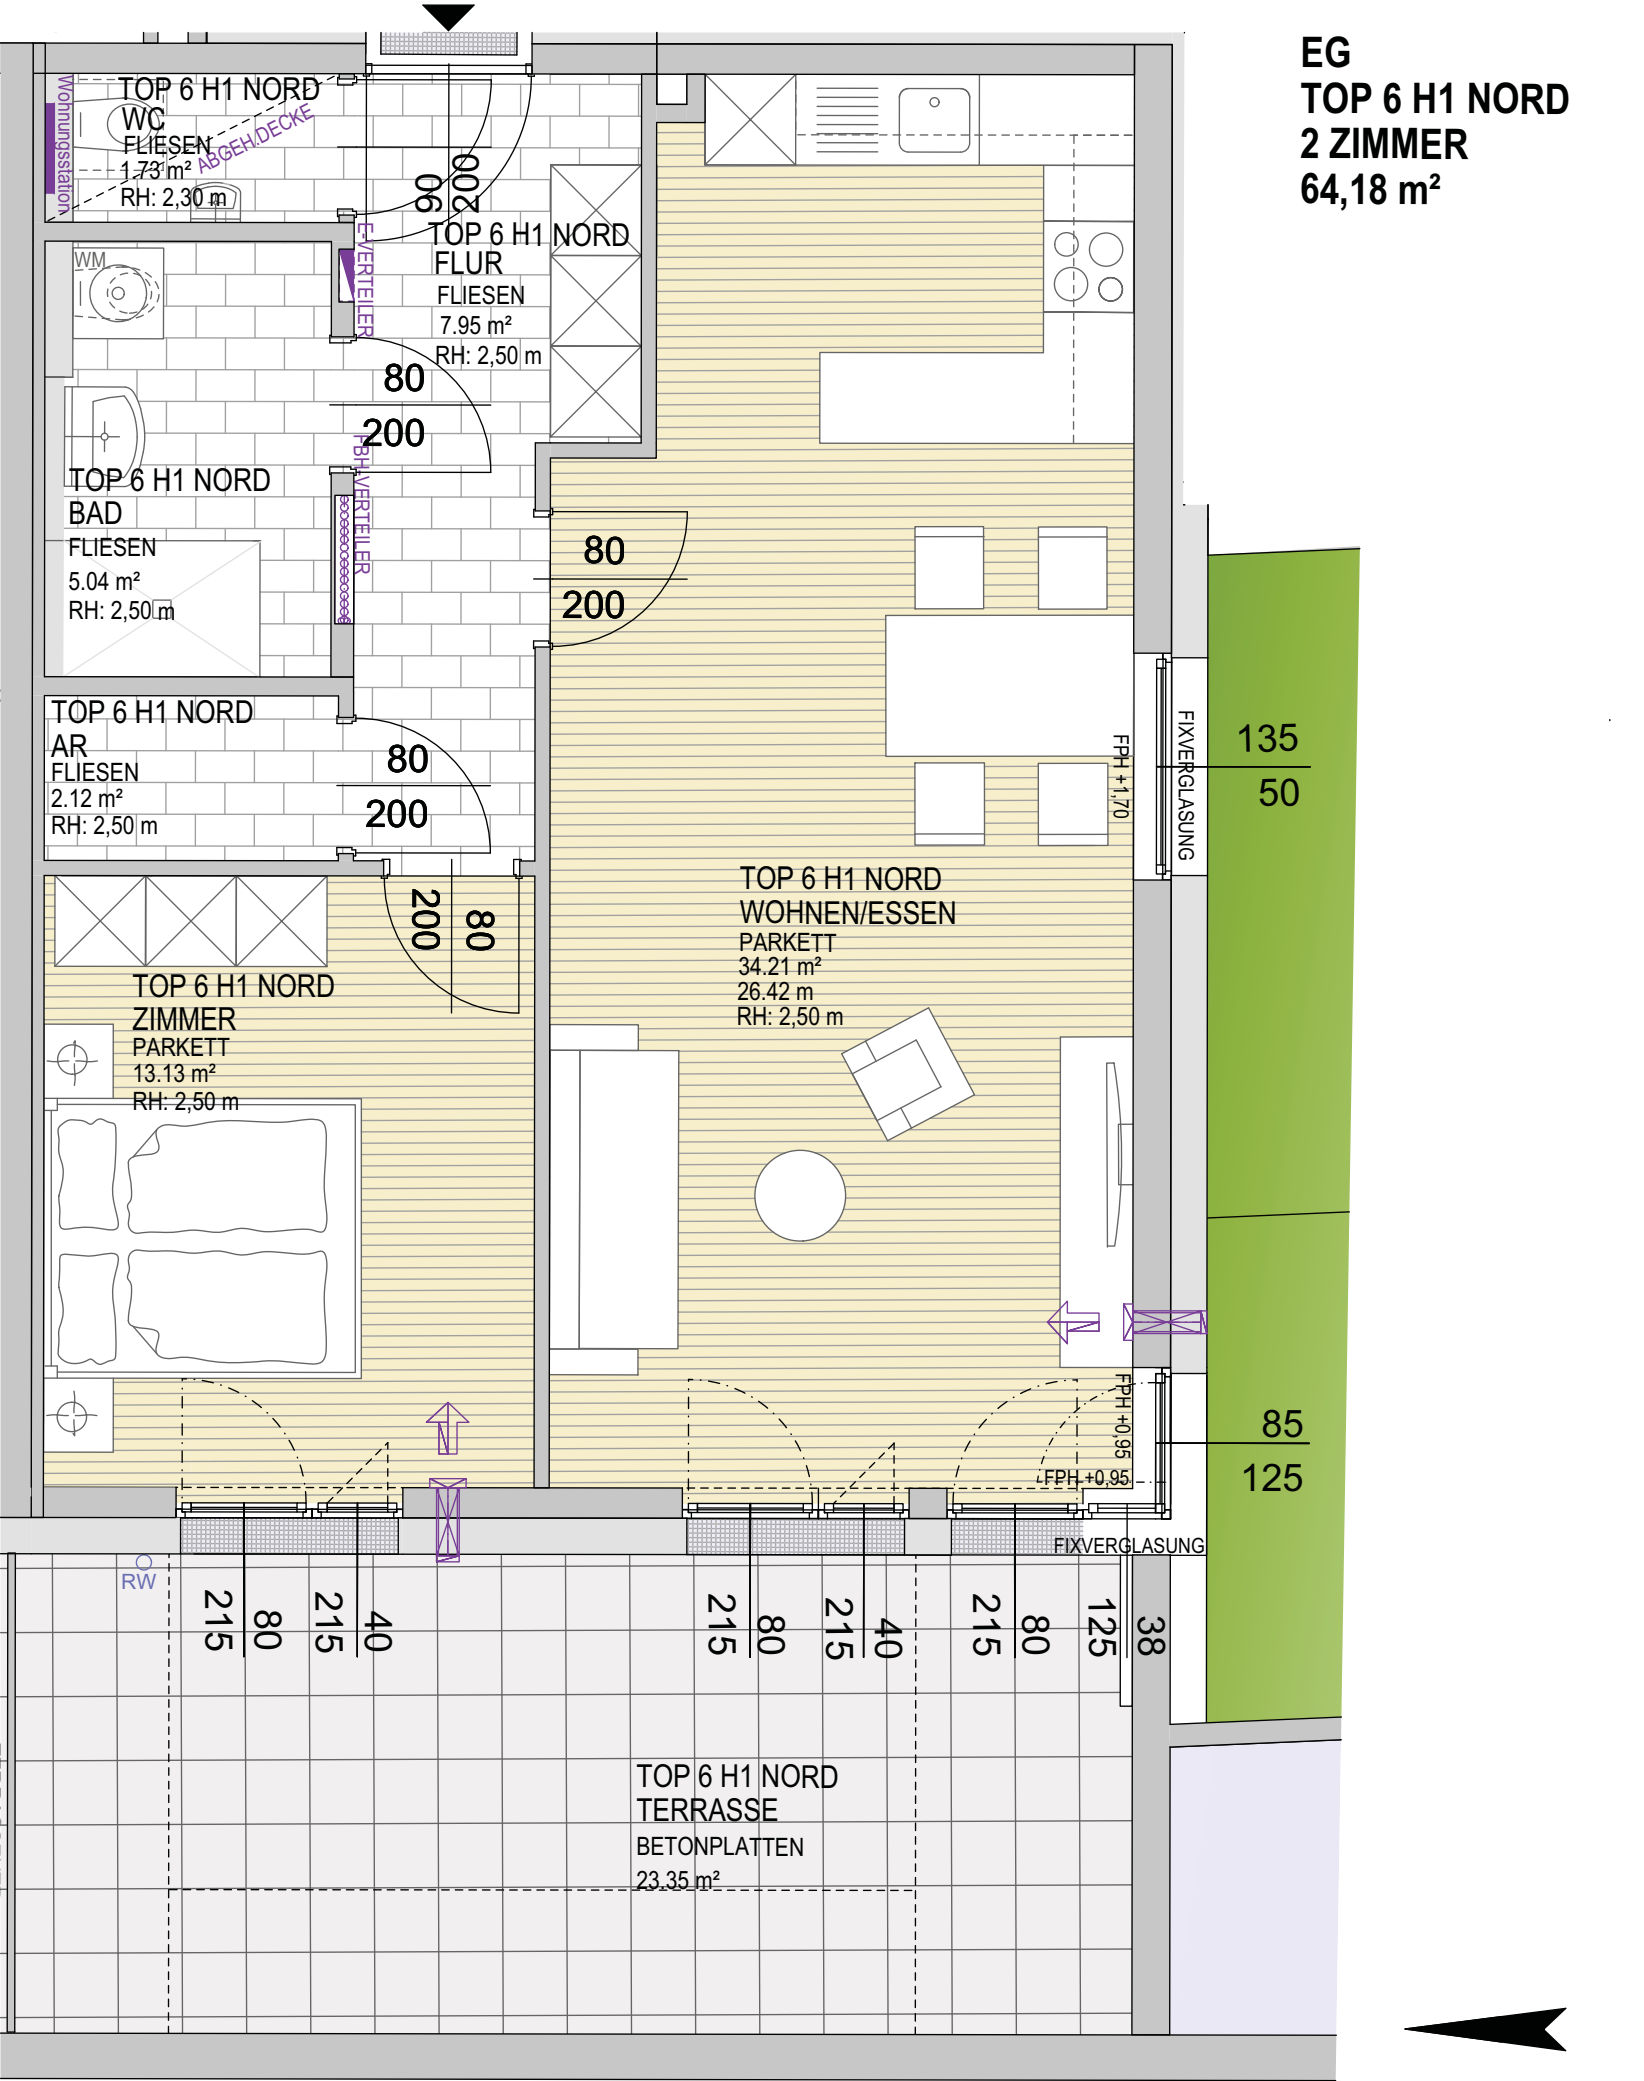 EG
TOP 6 H1 NORD
2 ZIMMER
64,18 m²
Wohnungsstation
TOP 6 H1 NORD
WC
FLIESEN
1.73 m²
RH: 2,30 m
ABGEH.DECKE
90
200
TOP 6 H1 NORD
FLUR
FLIESEN
7.95 m²
RH: 2,50 m
E-VERTEILER
WM
80
200
FBH-VERTEILER
TOP 6 H1 NORD
BAD
FLIESEN
5.04 m²
RH: 2,50 m
80
200
TOP 6 H1 NORD
AR
FLIESEN
2.12 m²
RH: 2,50 m
80
200
FPH +1,70
FIXVERGLASUNG
135
50
200
80
TOP 6 H1 NORD
WOHNEN/ESSEN
PARKETT
34.21 m²
26.42 m
RH: 2,50 m
TOP 6 H1 NORD
ZIMMER
PARKETT
13.13 m²
RH: 2,50 m
FPH +0,95
FPH +0,95
85
125
FIXVERGLASUNG
RW
215
80
215
40
215
80
215
40
215
80
125
38
TOP 6 H1 NORD
TERRASSE
BETONPLATTEN
23.35 m²